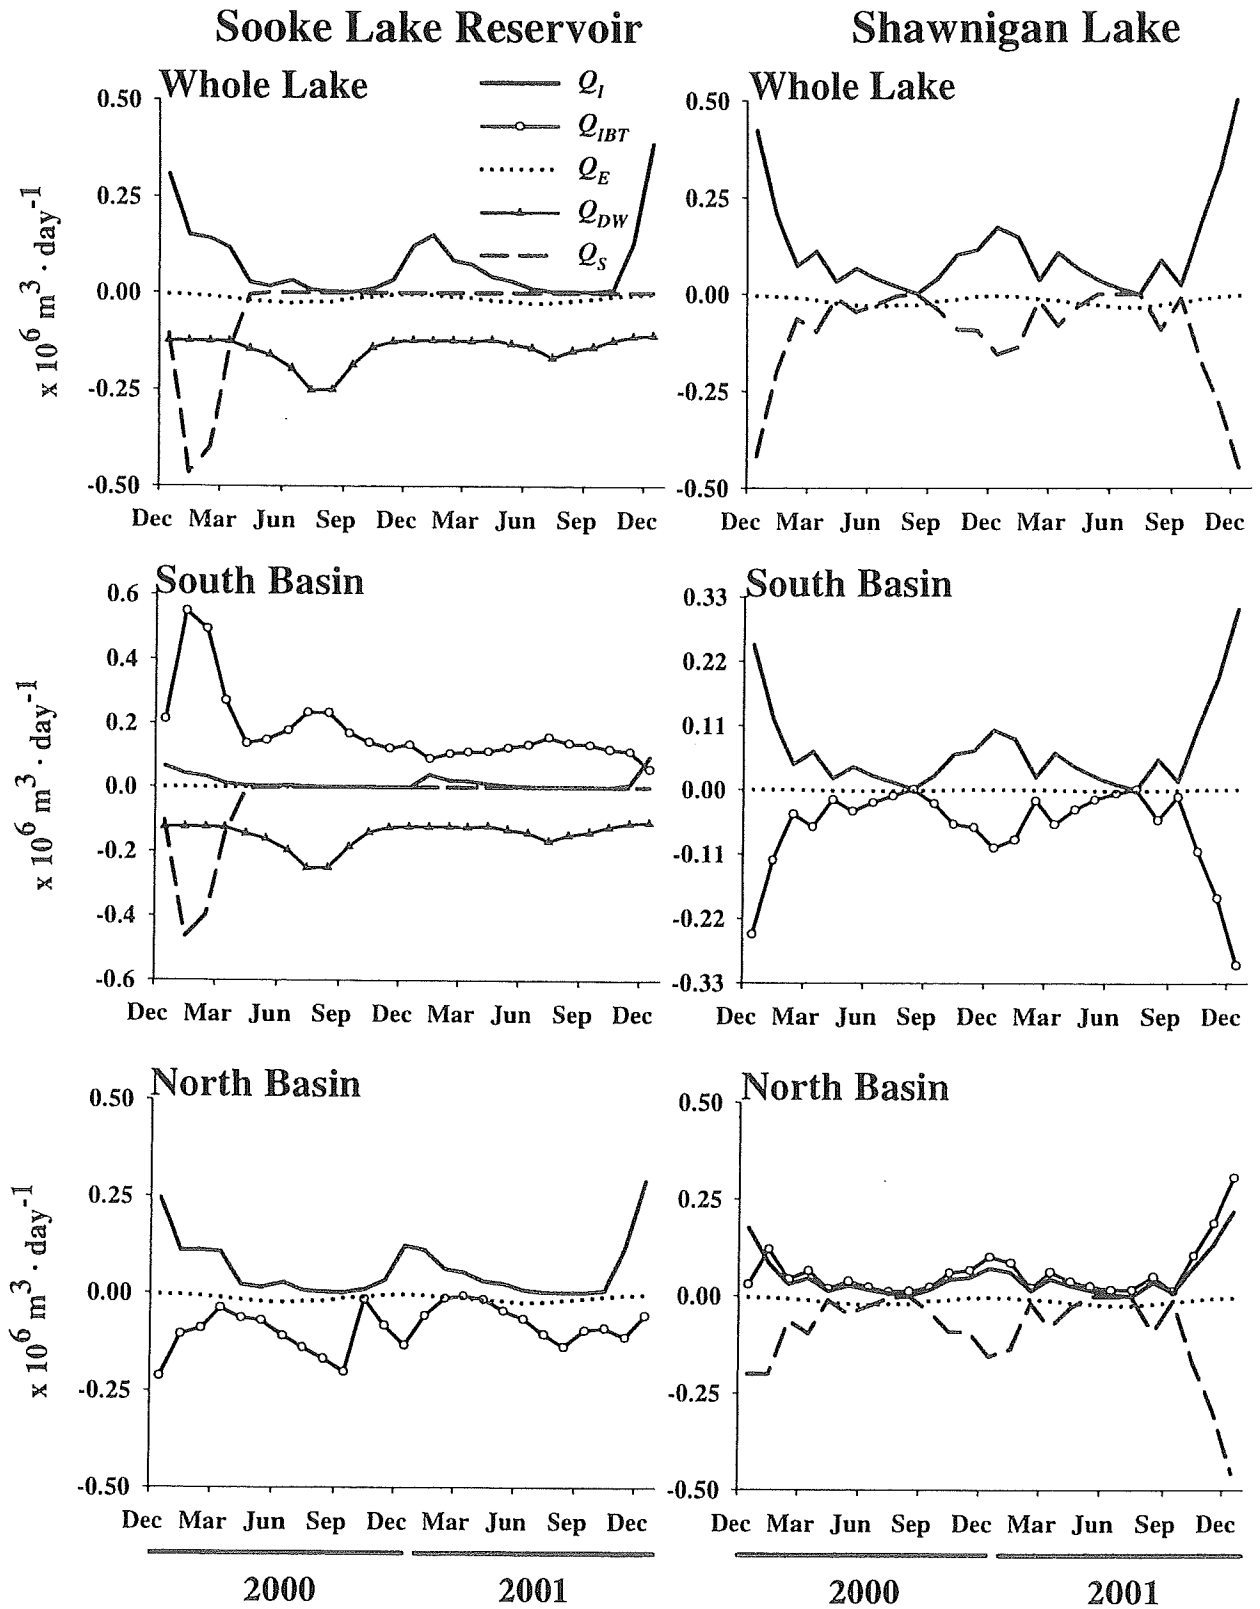 Sooke Lake Reservoir
Shawnigan Lake
Whole Lake
Q_I
Q_IBT
Q_E
Q_DW
Q_S
0.50
0.25
0.00
-0.25
-0.50
x 10^6 m^3 · day^-1
Dec Mar Jun Sep Dec Mar Jun Sep Dec
Whole Lake
0.50
0.25
0.00
-0.25
-0.50
Dec Mar Jun Sep Dec Mar Jun Sep Dec
South Basin
0.6
0.4
0.2
0.0
-0.2
-0.4
-0.6
x 10^6 m^3 · day^-1
Dec Mar Jun Sep Dec Mar Jun Sep Dec
South Basin
0.33
0.22
0.11
0.00
-0.11
-0.22
-0.33
Dec Mar Jun Sep Dec Mar Jun Sep Dec
North Basin
0.50
0.25
0.00
-0.25
-0.50
x 10^6 m^3 · day^-1
Dec Mar Jun Sep Dec Mar Jun Sep Dec
2000 2001
North Basin
0.50
0.25
0.00
-0.25
-0.50
Dec Mar Jun Sep Dec Mar Jun Sep Dec
2000 2001